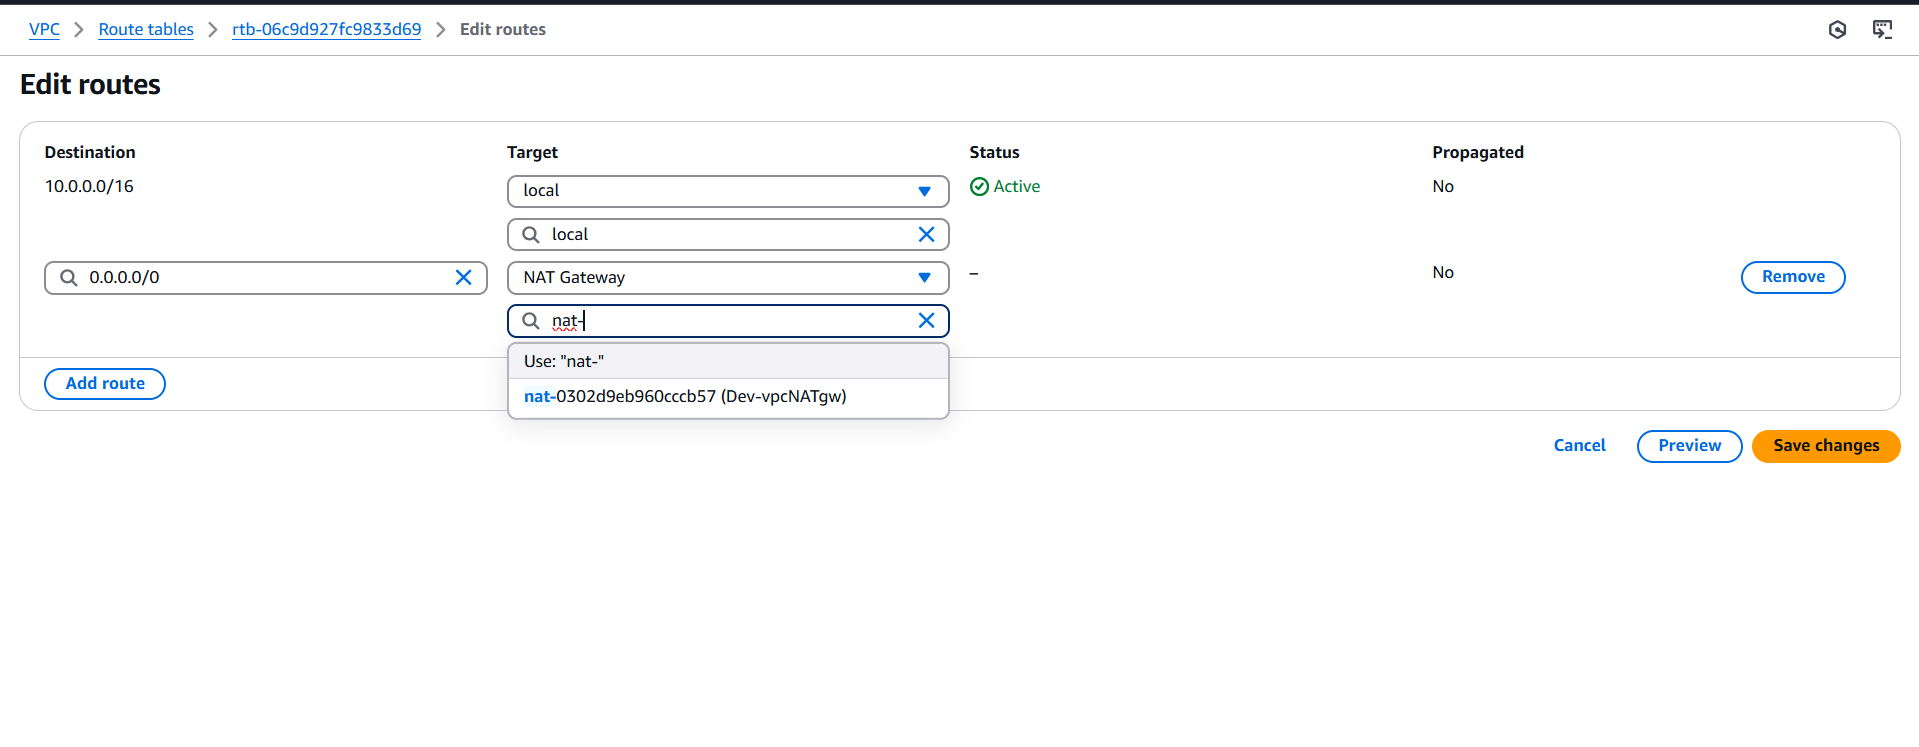 VPC > Route tables > rtb-06c9d927fc9833d69 > Edit routes
Edit routes
Destination Target Status Propagated
10.0.0.0/16 local Active No
local
0.0.0.0/0 NAT Gateway – No Remove
nat-
Use: "nat-"
Add route
nat-0302d9eb960cccb57 (Dev-vpcNATgw)
Cancel Preview Save changes